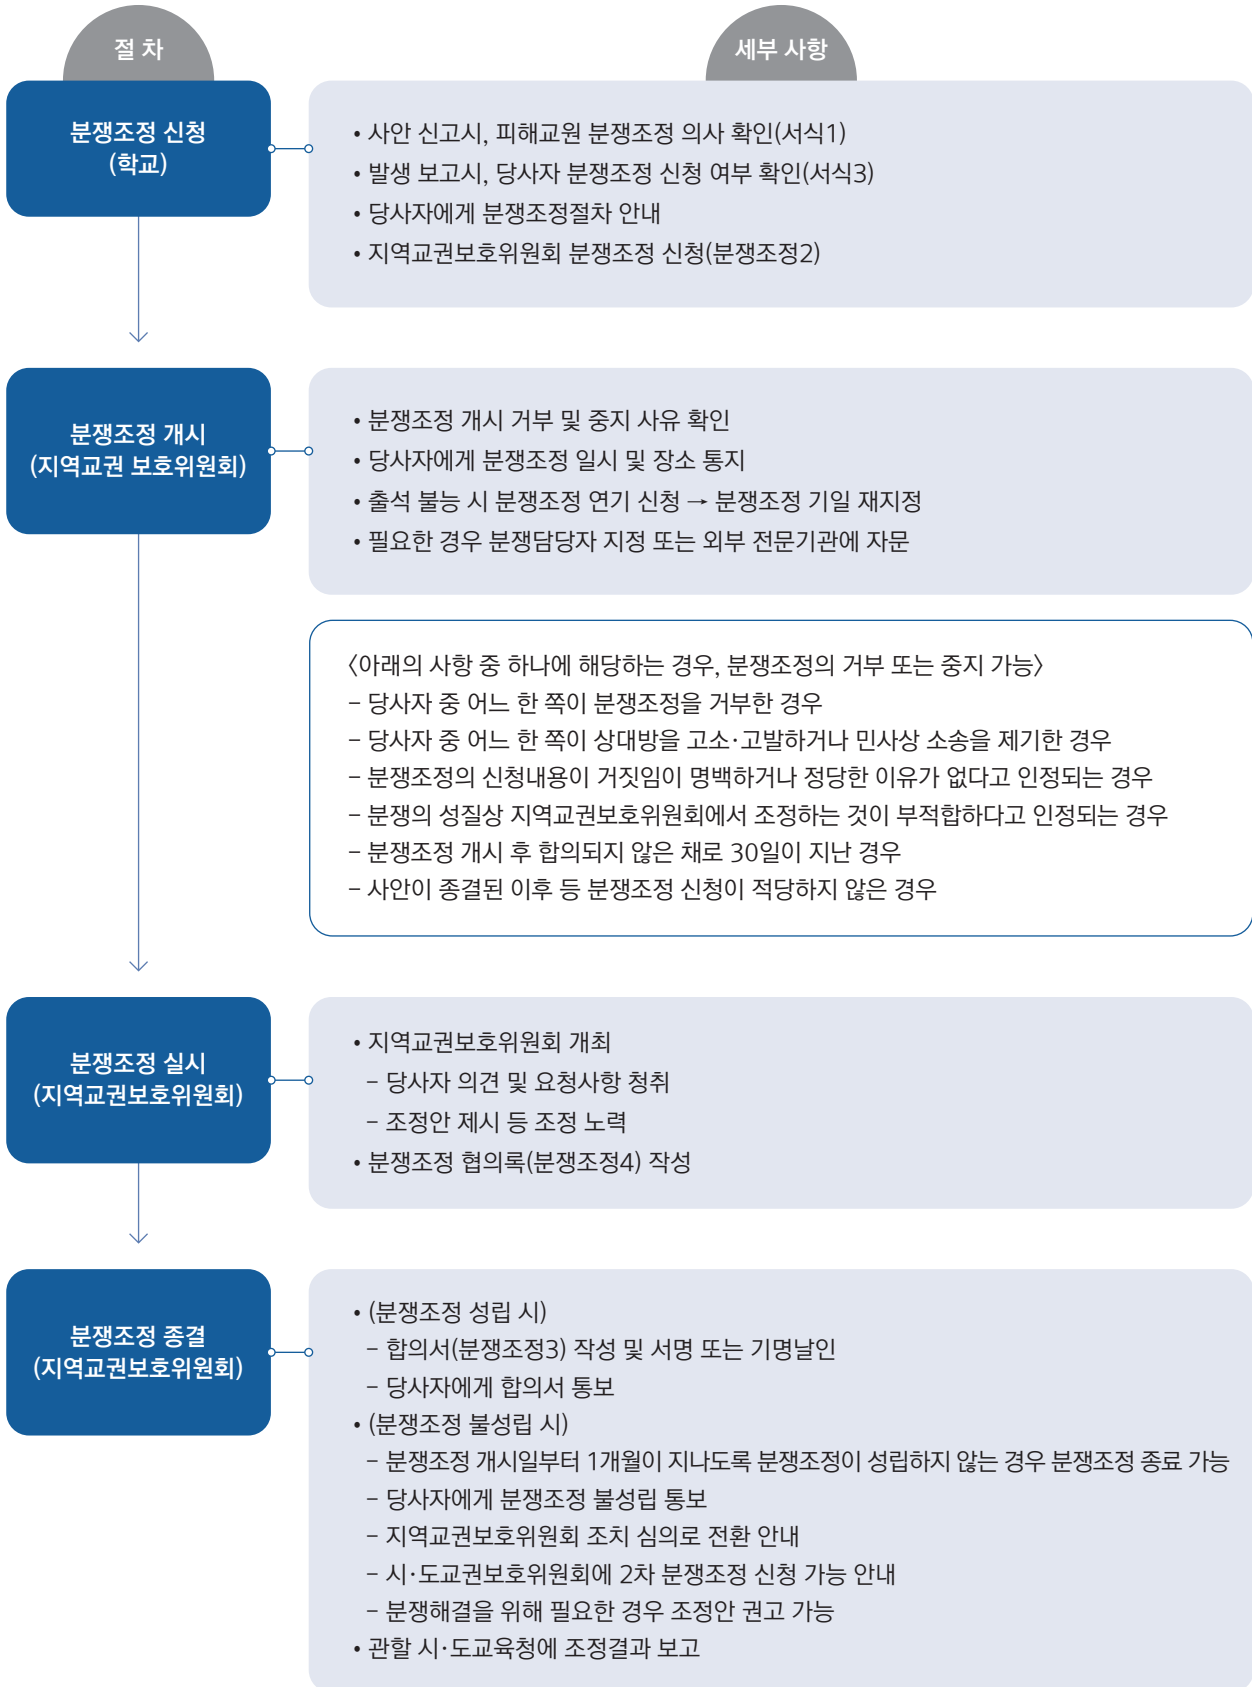 절 차
세부 사항
분쟁조정 신청
(학교)
• 사안 신고시, 피해교원 분쟁조정 의사 확인(서식1)
• 발생 보고시, 당사자 분쟁조정 신청 여부 확인(서식3)
• 당사자에게 분쟁조정절차 안내
• 지역교권보호위원회 분쟁조정 신청(분쟁조정2)
분쟁조정 개시
(지역교권 보호위원회)
• 분쟁조정 개시 거부 및 중지 사유 확인
• 당사자에게 분쟁조정 일시 및 장소 통지
• 출석 불능 시 분쟁조정 연기 신청 → 분쟁조정 기일 재지정
• 필요한 경우 분쟁담당자 지정 또는 외부 전문기관에 자문
〈아래의 사항 중 하나에 해당하는 경우, 분쟁조정의 거부 또는 중지 가능〉
– 당사자 중 어느 한 쪽이 분쟁조정을 거부한 경우
– 당사자 중 어느 한 쪽이 상대방을 고소·고발하거나 민사상 소송을 제기한 경우
– 분쟁조정의 신청내용이 거짓임이 명백하거나 정당한 이유가 없다고 인정되는 경우
– 분쟁의 성질상 지역교권보호위원회에서 조정하는 것이 부적합하다고 인정되는 경우
– 분쟁조정 개시 후 합의되지 않은 채로 30일이 지난 경우
– 사안이 종결된 이후 등 분쟁조정 신청이 적당하지 않은 경우
분쟁조정 실시
(지역교권보호위원회)
• 지역교권보호위원회 개최
– 당사자 의견 및 요청사항 청취
– 조정안 제시 등 조정 노력
• 분쟁조정 협의록(분쟁조정4) 작성
분쟁조정 종결
(지역교권보호위원회)
• (분쟁조정 성립 시)
– 합의서(분쟁조정3) 작성 및 서명 또는 기명날인
– 당사자에게 합의서 통보
• (분쟁조정 불성립 시)
– 분쟁조정 개시일부터 1개월이 지나도록 분쟁조정이 성립하지 않는 경우 분쟁조정 종료 가능
– 당사자에게 분쟁조정 불성립 통보
– 지역교권보호위원회 조치 심의로 전환 안내
– 시·도교권보호위원회에 2차 분쟁조정 신청 가능 안내
– 분쟁해결을 위해 필요한 경우 조정안 권고 가능
• 관할 시·도교육청에 조정결과 보고